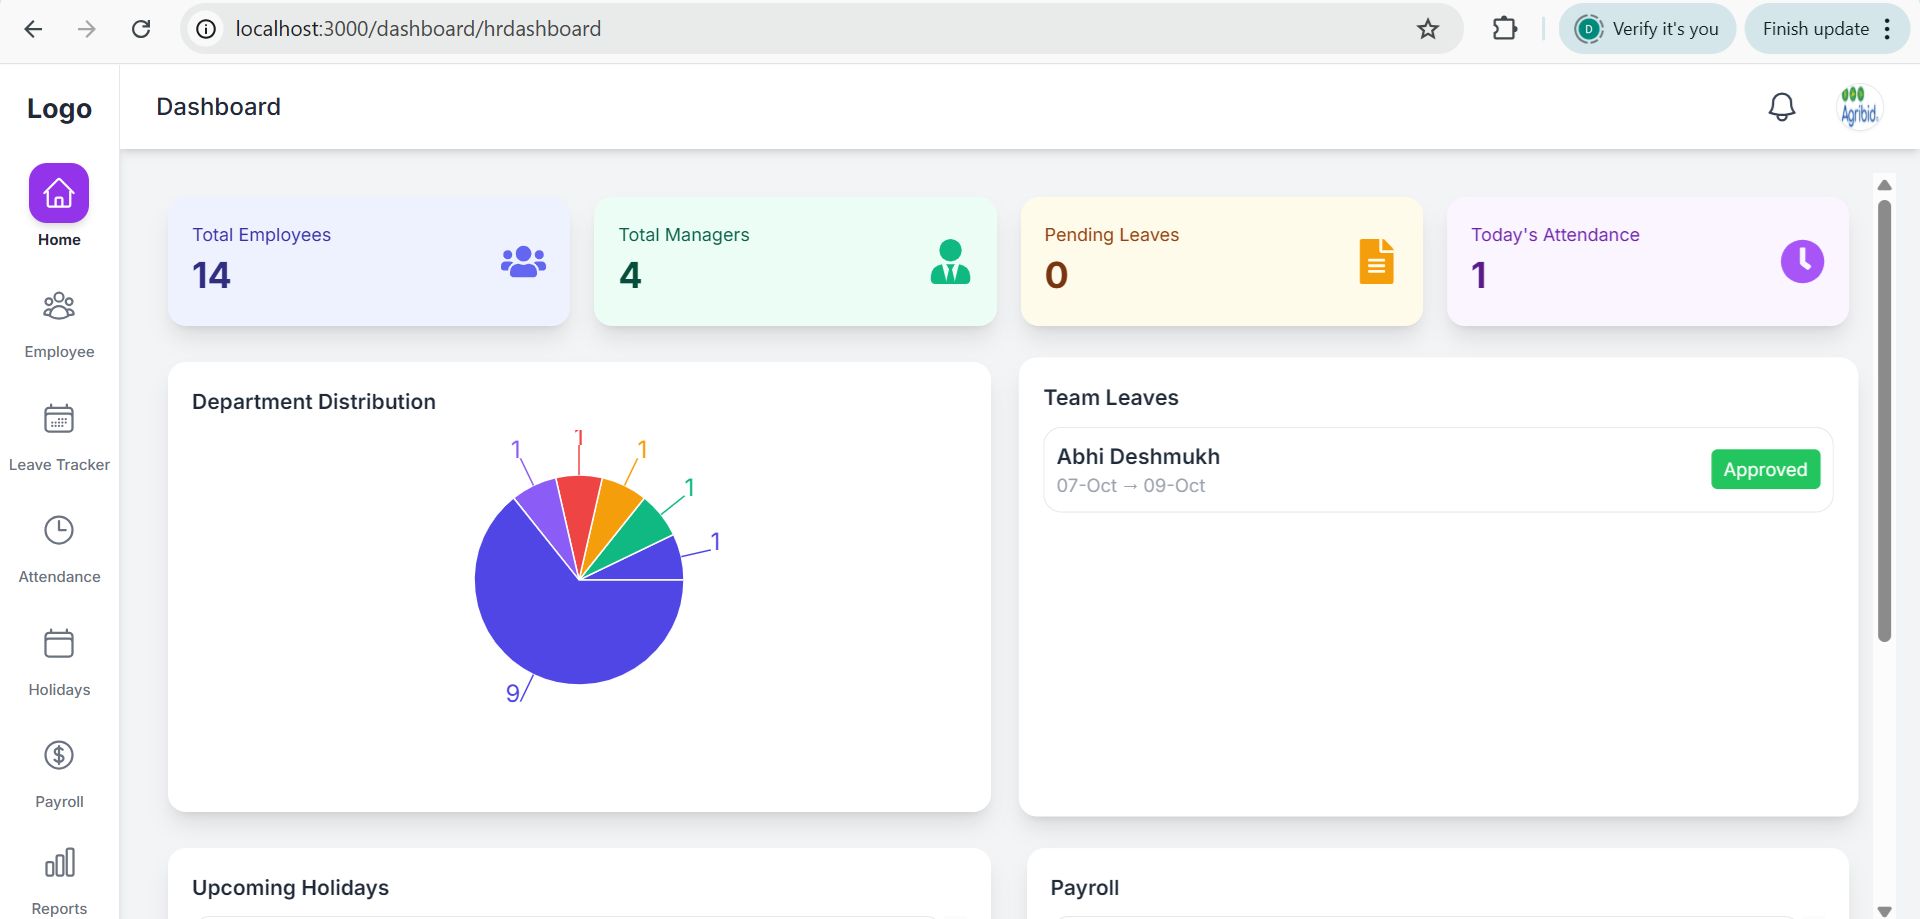 localhost:3000/dashboard/hrdashboard
D
Verify it's you
Finish update
Logo
Dashboard
Agribid
Home
Employee
Leave Tracker
Attendance
Holidays
Payroll
Reports
Total Employees
14
Total Managers
4
Pending Leaves
0
Today's Attendance
1
Department Distribution
1
1
1
1
1
9
Team Leaves
Abhi Deshmukh
07-Oct → 09-Oct
Approved
Upcoming Holidays
Payroll